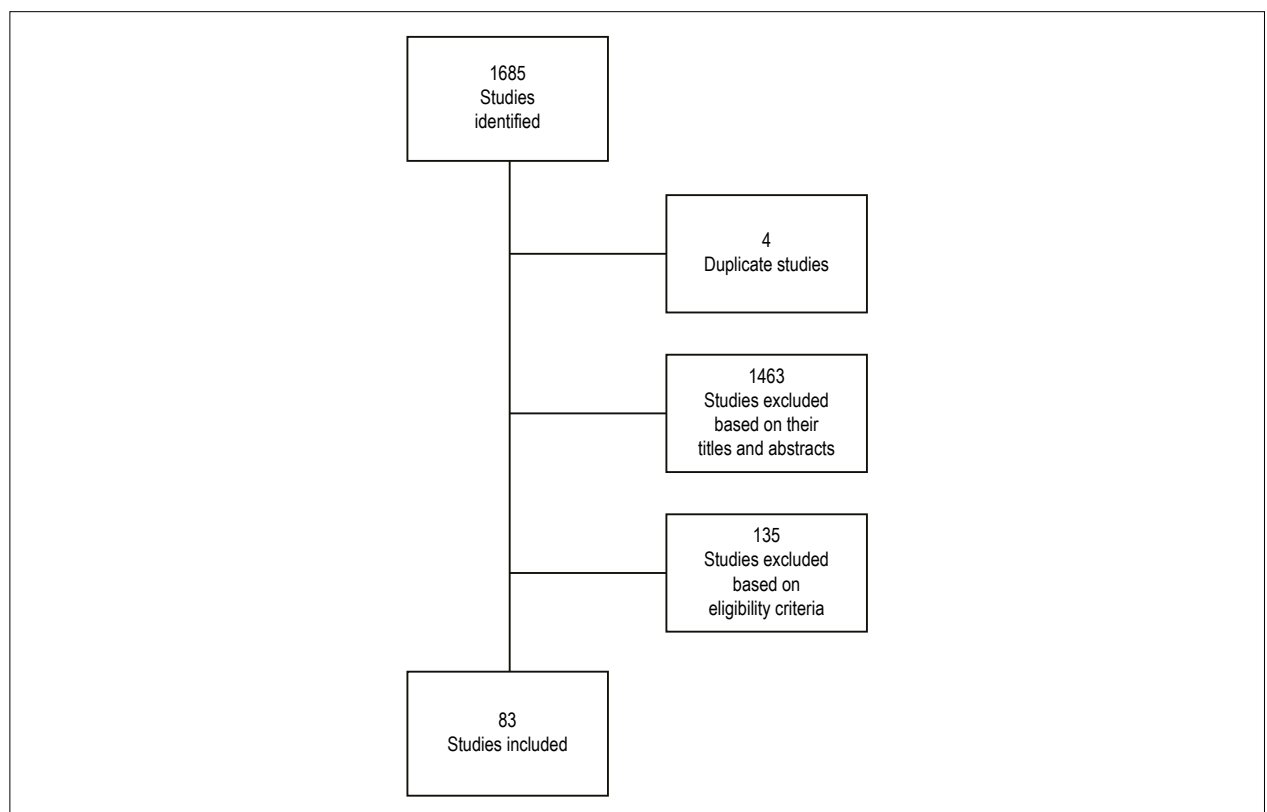 1685
Studies
identified
4
Duplicate studies
1463
Studies excluded
based on their
titles and abstracts
135
Studies excluded
based on
eligibility criteria
83
Studies included